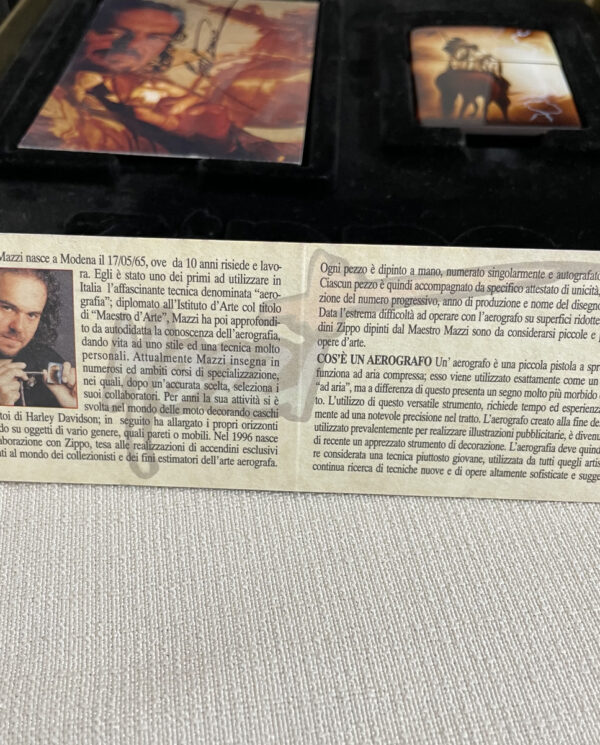 Mazzi nasce a Modena il 17/05/65, ove da 10 anni risiede e lavo-
ra. Egli è stato uno dei primi ad utilizzare in
Italia l'affascinante tecnica denominata "aero-
grafia"; diplomato all'Istituto d'Arte col titolo
di "Maestro d'Arte", Mazzi ha poi approfondi-
to da autodidatta la conoscenza dell'aerografia,
dando vita ad uno stile ed una tecnica molto
personali. Attualmente Mazzi insegna in
numerosi ed ambiti corsi di specializzazione,
nei quali, dopo un'accurata scelta, seleziona i
suoi collaboratori. Per anni la sua attività si è
svolta nel mondo delle moto decorando caschi
toi di Harley Davidson; in seguito ha allargato i propri orizzonti
do su oggetti di vario genere, quali pareti o mobili. Nel 1996 nasce
aborazione con Zippo, tesa alle realizzazioni di accendini esclusivi
ati al mondo dei collezionisti e dei fini estimatori dell'arte aerografa.
Ogni pezzo è dipinto a mano, numerato singolarmente e autografato
Ciascun pezzo è quindi accompagnato da specifico attestato di unicità,
zione del numero progressivo, anno di produzione e nome del disegno
Data l'estrema difficoltà ad operare con l'aerografo su superfici ridotte
dini Zippo dipinti dal Maestro Mazzi sono da considerarsi piccole e
opere d'arte.
COS'È UN AEROGRAFO Un' aerografo è una piccola pistola a spr
funziona ad aria compressa; esso viene utilizzato esattamente come un
"ad aria", ma a differenza di questo presenta un segno molto più morbido
to. L'utilizzo di questo versatile strumento, richiede tempo ed esperienz
mente ad una notevole precisione nel tratto. L'aerografo creato alla fine de
utilizzato prevalentemente per realizzare illustrazioni pubblicitarie, è divenu
di recente un apprezzato strumento di decorazione. L'aerografia deve quind
re considerata una tecnica piuttosto giovane, utilizzata da tutti quegli artis
continua ricerca di tecniche nuove e di opere altamente sofisticate e sugge